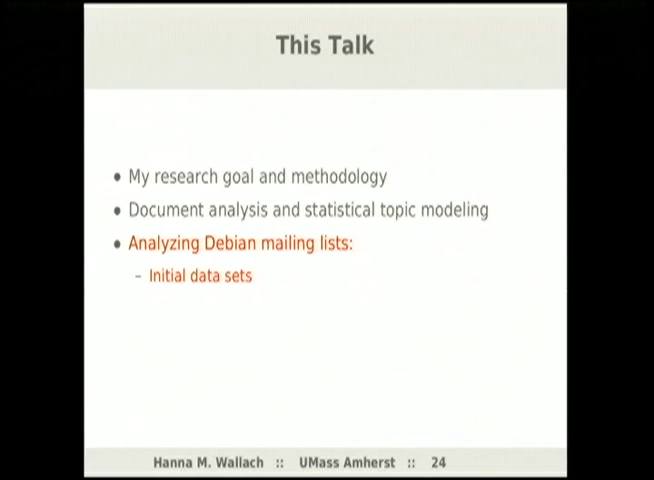 This Talk
• My research goal and methodology
• Document analysis and statistical topic modeling
• Analyzing Debian mailing lists:
– Initial data sets
Hanna M. Wallach :: UMass Amherst :: 24